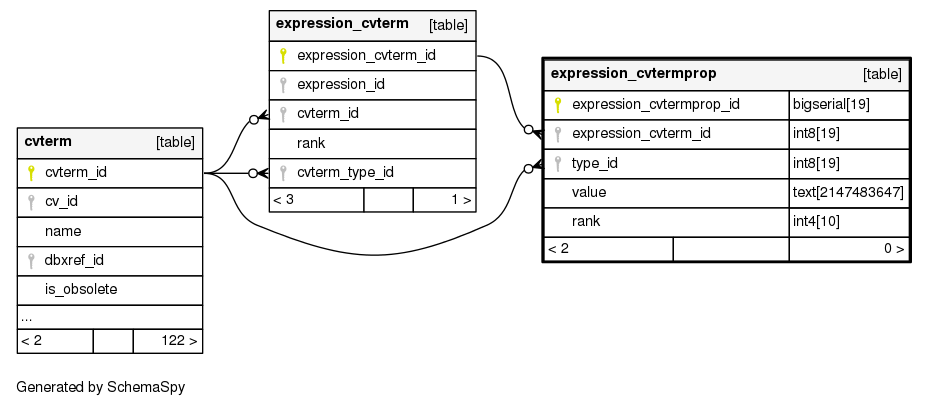 expression_cvterm [table]
expression_cvterm_id
expression_id
cvterm_id
rank
cvterm_type_id
< 3 1 >
expression_cvtermprop [table]
expression_cvtermprop_id bigserial[19]
expression_cvterm_id int8[19]
type_id int8[19]
value text[2147483647]
rank int4[10]
< 2 0 >
cvterm [table]
cvterm_id
cv_id
name
dbxref_id
is_obsolete
...
< 2 122 >
Generated by SchemaSpy